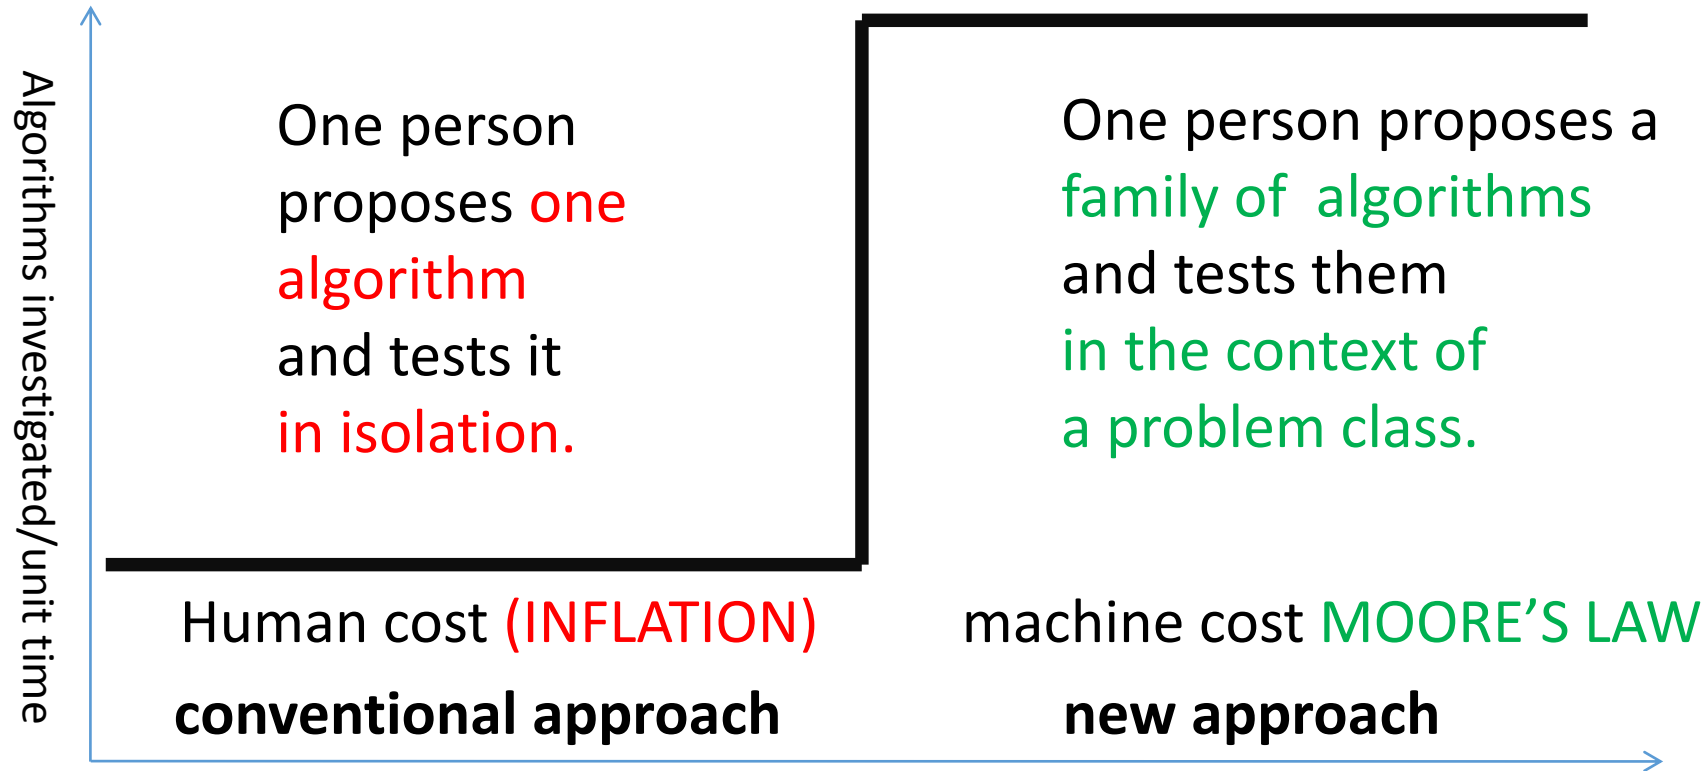 Algorithms investigated/unit time
One person
proposes one
algorithm
and tests it
in isolation.
Human cost (INFLATION)
conventional approach
One person proposes a
family of  algorithms
and tests them
in the context of
a problem class.
machine cost MOORE’S LAW
new approach